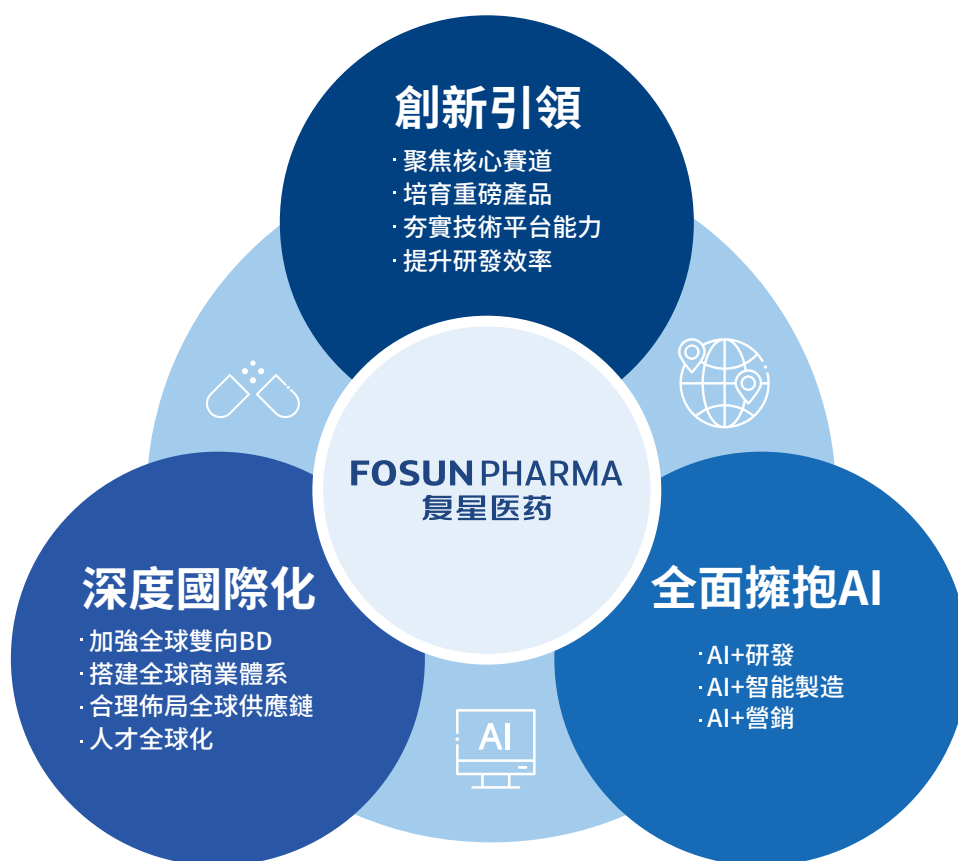 創新引領
· 聚焦核心賽道
· 培育重磅產品
· 夯實技術平台能力
· 提升研發效率
FOSUN PHARMA
复星医药
深度國際化
· 加強全球雙向BD
· 搭建全球商業體系
· 合理佈局全球供應鏈
· 人才全球化
全面擁抱AI
· AI+研發
· AI+智能製造
· AI+營銷
AI